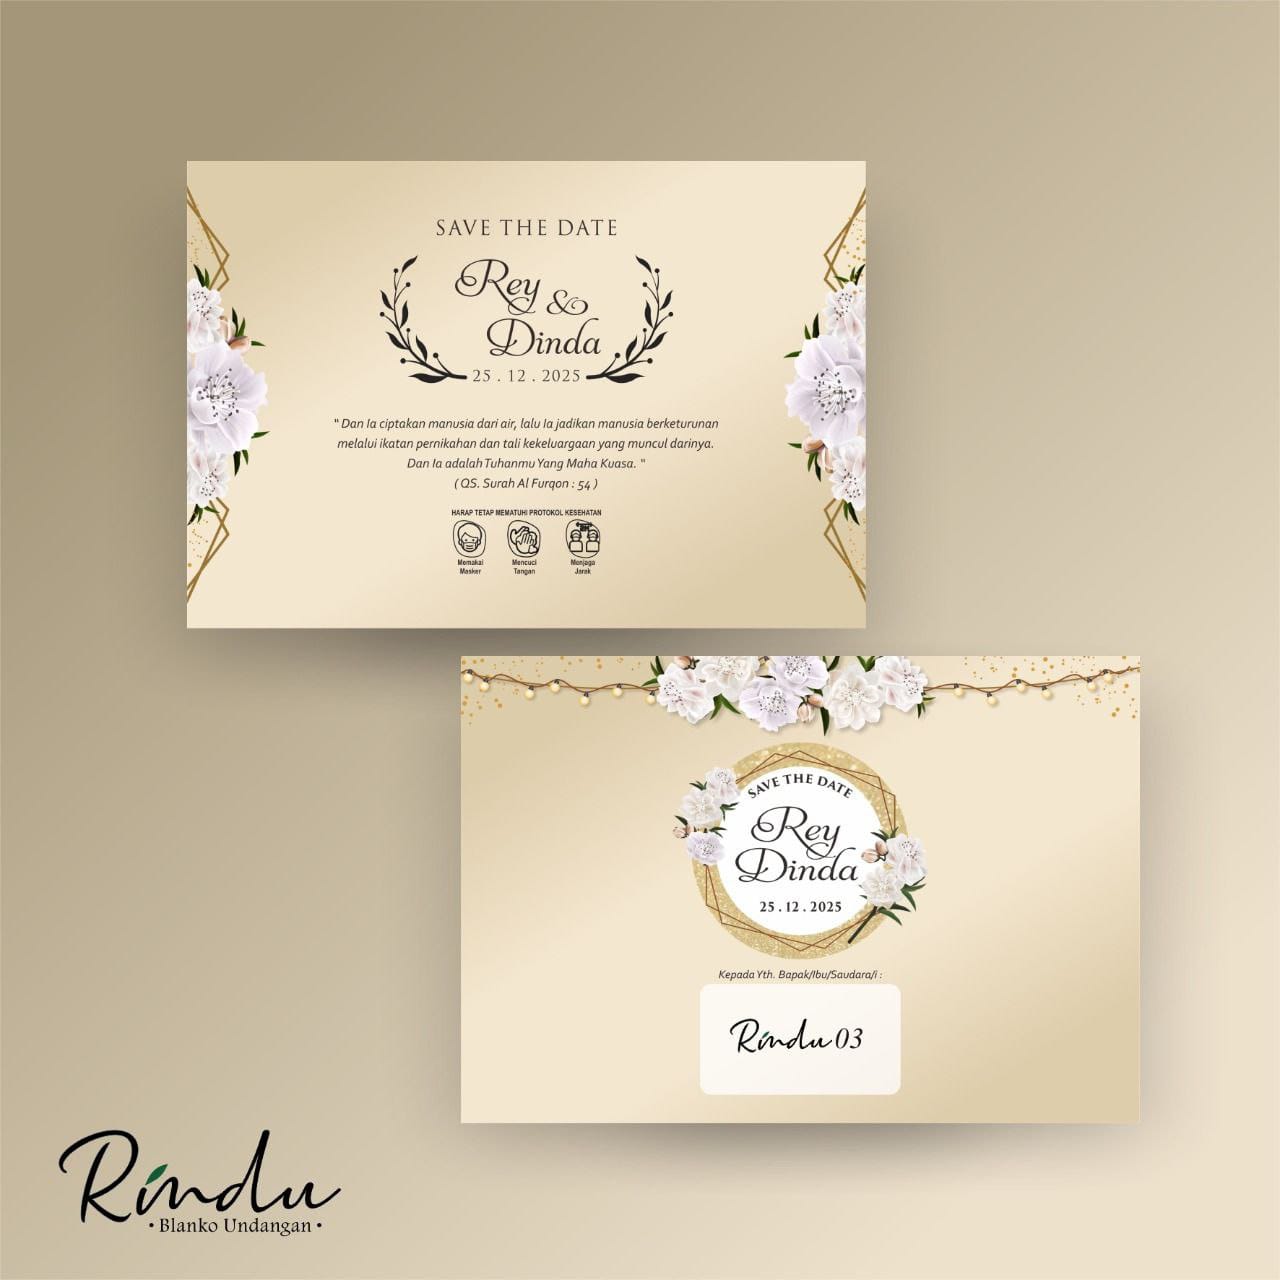 SAVE THE DATE
Rey &
Dinda
25 . 12 . 2025
" Dan Ia ciptakan manusia dari air, lalu Ia jadikan manusia berketurunan
melalui ikatan pernikahan dan tali kekeluargaan yang muncul darinya.
Dan Ia adalah Tuhanmu Yang Maha Kuasa. "
( QS. Surah Al Furqon : 54 )
HARAP TETAP MEMATUHI PROTOKOL KESEHATAN
Memakai Mencuci Menjaga
Masker Tangan Jarak
SAVE THE DATE
Rey
Dinda
25 . 12 . 2025
Kepada Yth. Bapak/Ibu/Saudara/i :
Rindu 03
Rindu
• Blanko Undangan •